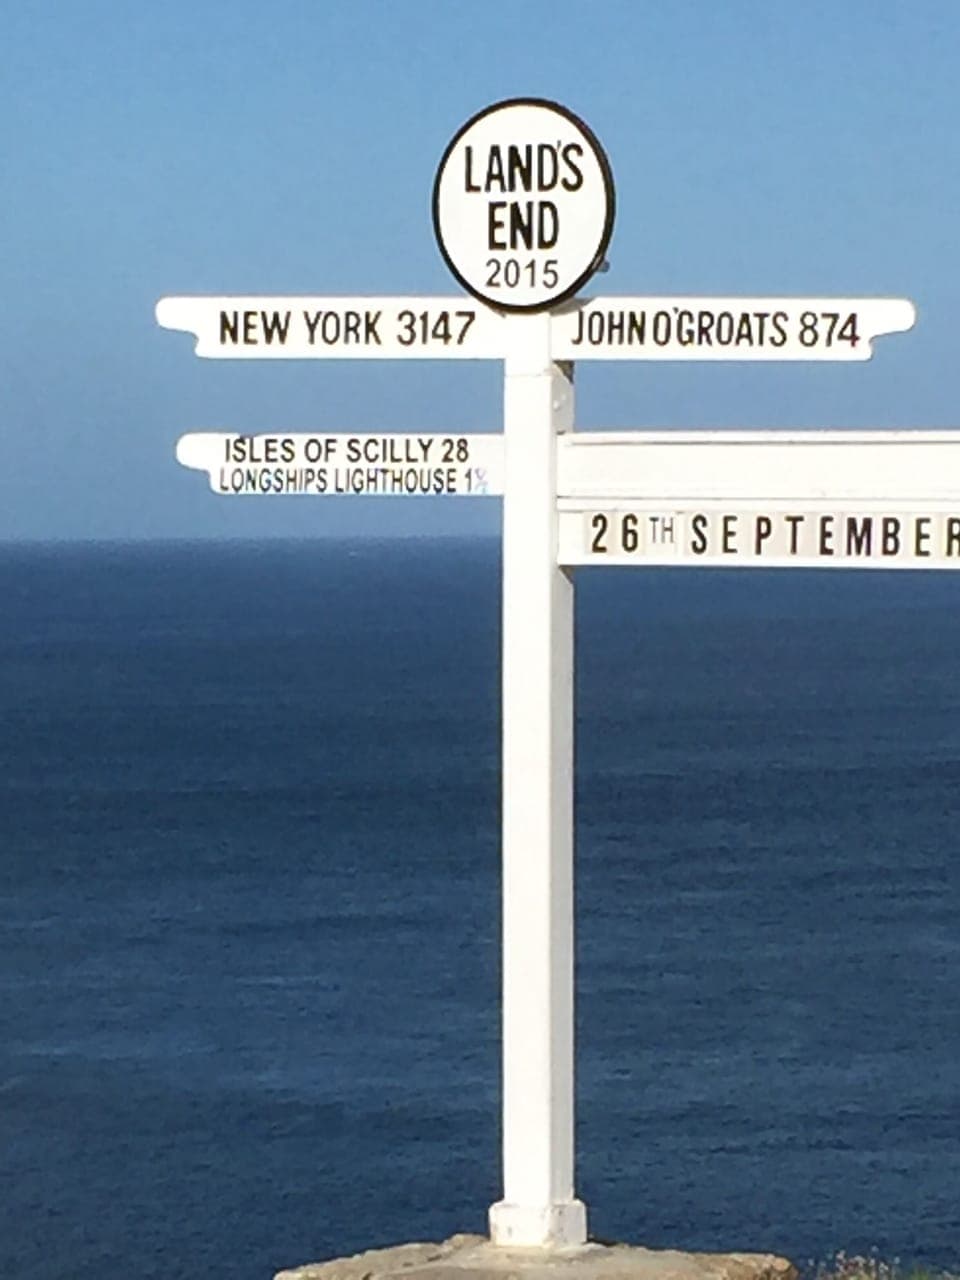 LAND'S
END
2015
NEW YORK 3147
JOHN O'GROATS 874
ISLES OF SCILLY 28
LONGSHIPS LIGHTHOUSE 1½
26TH SEPTEMBER